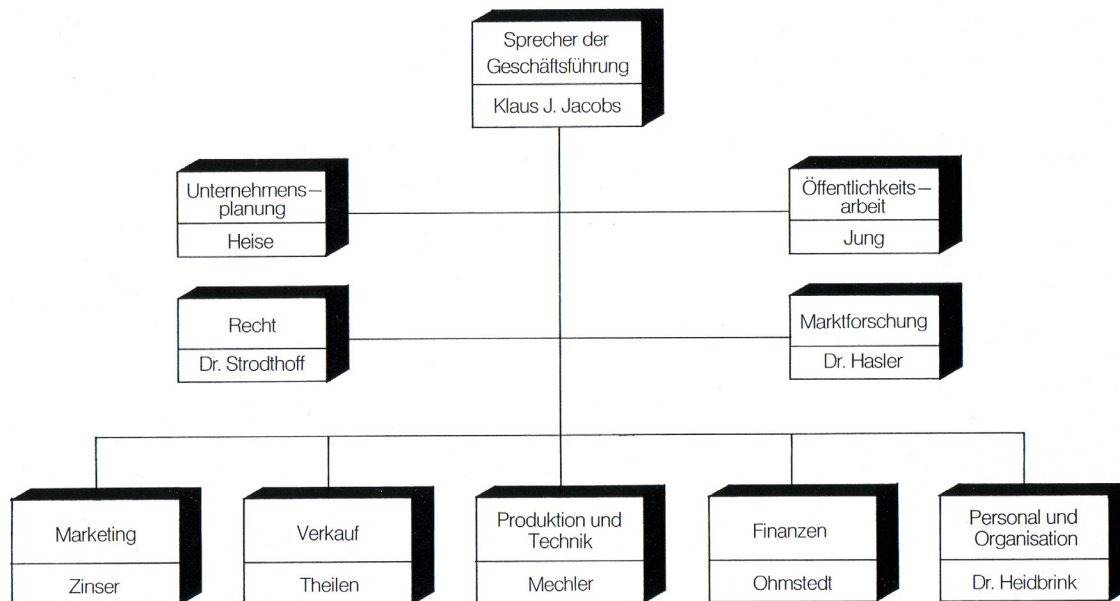 Sprecher der
Geschäftsführung
Klaus J. Jacobs
Unternehmens–
planung
Heise
Öffentlichkeits–
arbeit
Jung
Recht
Dr. Strodthoff
Marktforschung
Dr. Hasler
Marketing
Zinser
Verkauf
Theilen
Produktion und
Technik
Mechler
Finanzen
Ohmstedt
Personal und
Organisation
Dr. Heidbrink